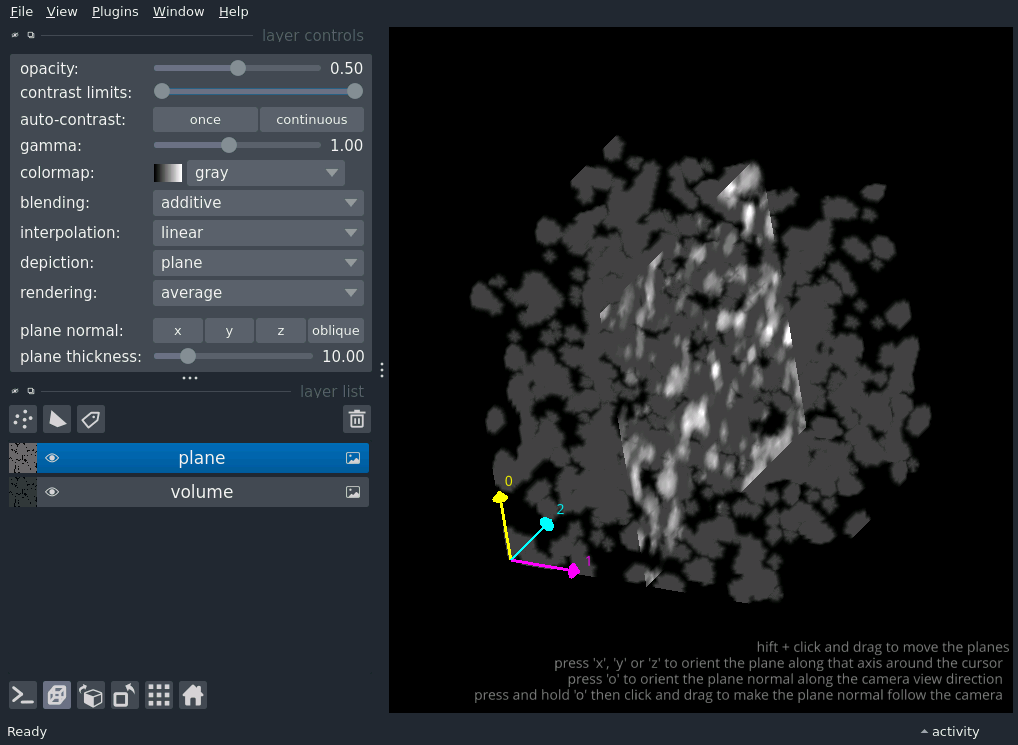 File View Plugins Window Help
layer controls
opacity: 0.50
contrast limits:
auto-contrast: once continuous
gamma: 1.00
colormap: gray
blending: additive
interpolation: linear
depiction: plane
rendering: average
plane normal: x y z oblique
plane thickness: 10.00
layer list
plane
volume
0
2
1
hift + click and drag to move the planes
press 'x', 'y' or 'z' to orient the plane along that axis around the cursor
press 'o' to orient the plane normal along the camera view direction
press and hold 'o' then click and drag to make the plane normal follow the camera
Ready activity